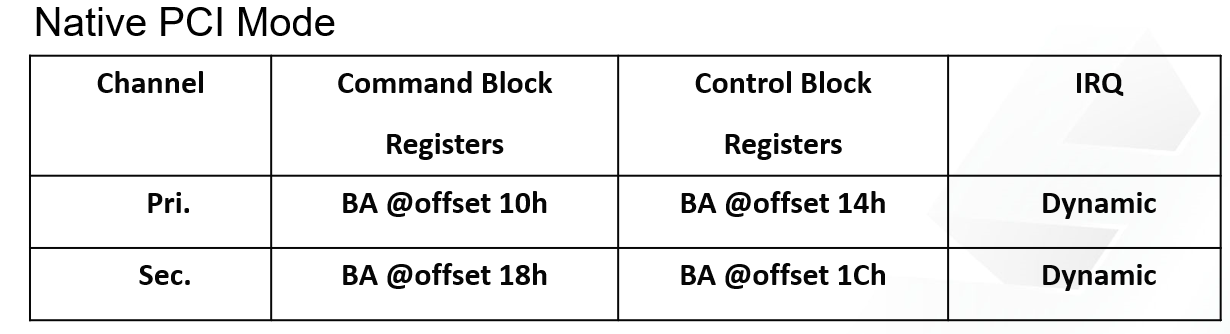 Native PCI Mode
Channel Command Block Registers Control Block Registers IRQ
Pri. BA @offset 10h BA @offset 14h Dynamic
Sec. BA @offset 18h BA @offset 1Ch Dynamic